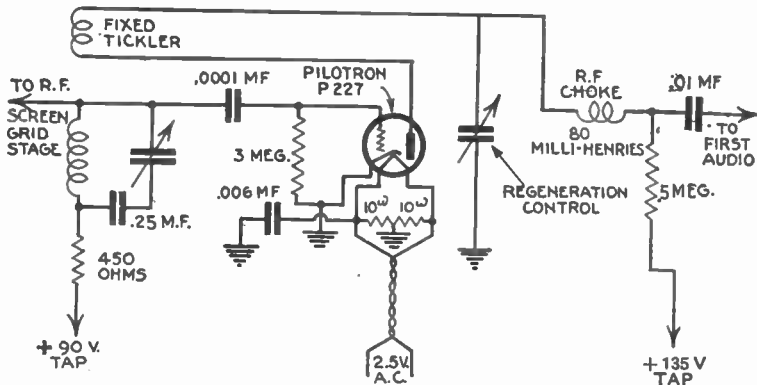 FIXED
TICKLER
TO R.F.
SCREEN
GRID
STAGE
.0001 MF
PILOTRON
P 227
R.F
CHOKE
80
MILLI-HENRIES
.01 MF
TO
FIRST
AUDIO
3 MEG.
.006 MF
10ω 10ω
REGENERATION
CONTROL
.5 MEG.
.25 M.F.
450
OHMS
+ 90 V.
TAP
2.5V.
A.C.
+ 135 V
TAP